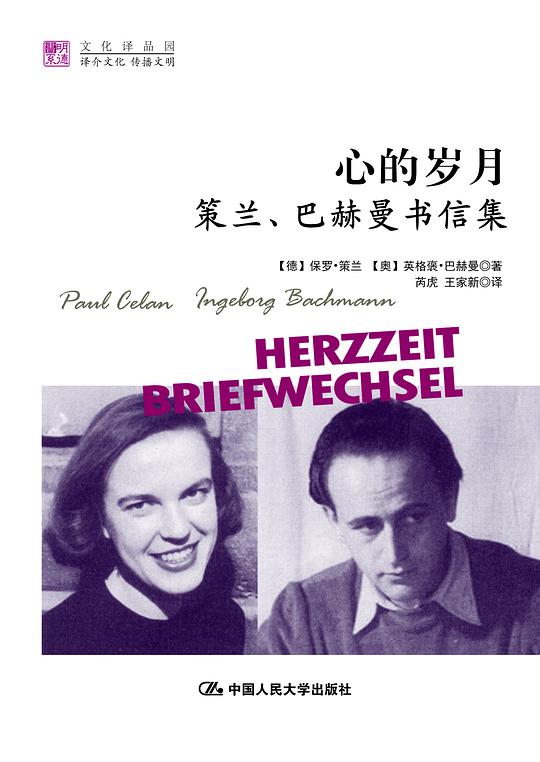 明德书系
文化译品园
译介文化 传播文明
心的岁月
策兰、巴赫曼书信集
【德】保罗·策兰 【奥】英格褒·巴赫曼◎著
芮虎 王家新◎译
Paul Celan Ingeborg Bachmann
HERZZEIT
BRIEFWECHSEL
中国人民大学出版社